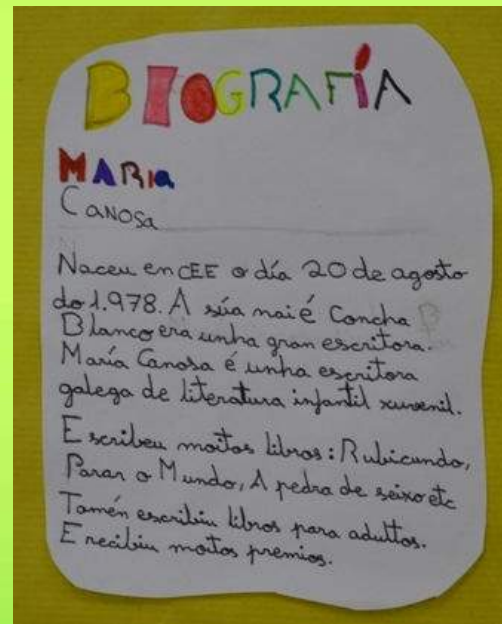 BIOGRAFÍA
MARIA
CANOSA
Naceu en CEE o día 20 de agosto
do 1.978. A súa nai é Concha
Blanco era unha gran escritora.
María Canosa é unha escritora
galega de literatura infantil xuvenil.
Escribeu moitos libros: Rubicundo,
Parar o Mundo, A pedra de seixo etc
Tamén escribiu libros para adultos.
E recibiu moitos premios.